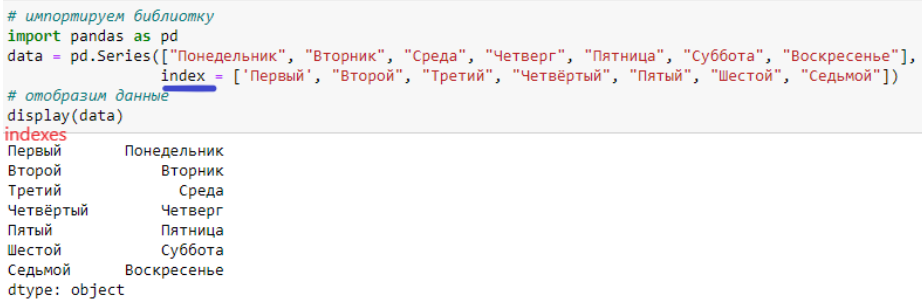 # импортируем библиотку
import pandas as pd
data = pd.Series(["Понедельник", "Вторник", "Среда", "Четверг", "Пятница", "Суббота", "Воскресенье"],
index = ['Первый', "Второй", "Третий", "Четвёртый", "Пятый", "Шестой", "Седьмой"])
# отобразим данные
display(data)
indexes
Первый Понедельник
Второй Вторник
Третий Среда
Четвёртый Четверг
Пятый Пятница
Шестой Суббота
Седьмой Воскресенье
dtype: object